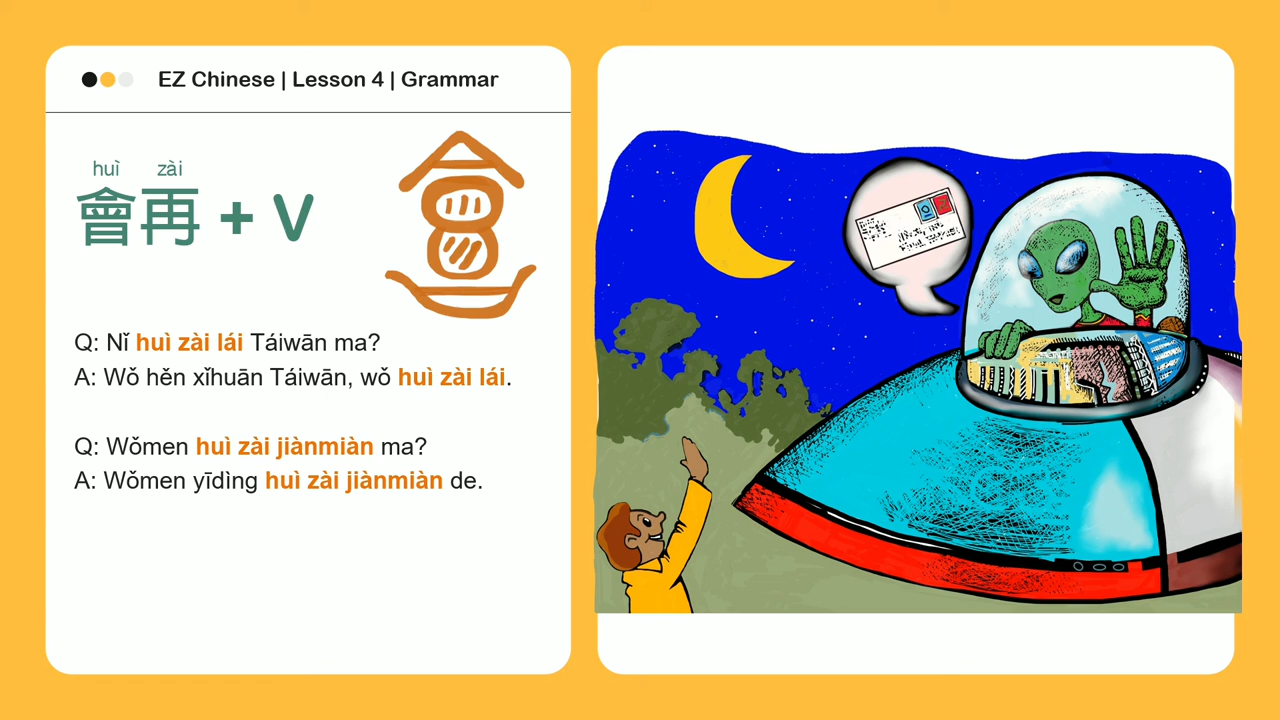 EZ Chinese | Lesson 4 | Grammar
huì zài
會再 + V
會
Q: Nǐ huì zài lái Táiwān ma?
A: Wǒ hěn xǐhuān Táiwān, wǒ huì zài lái.
Q: Wǒmen huì zài jiànmiàn ma?
A: Wǒmen yīdìng huì zài jiànmiàn de.